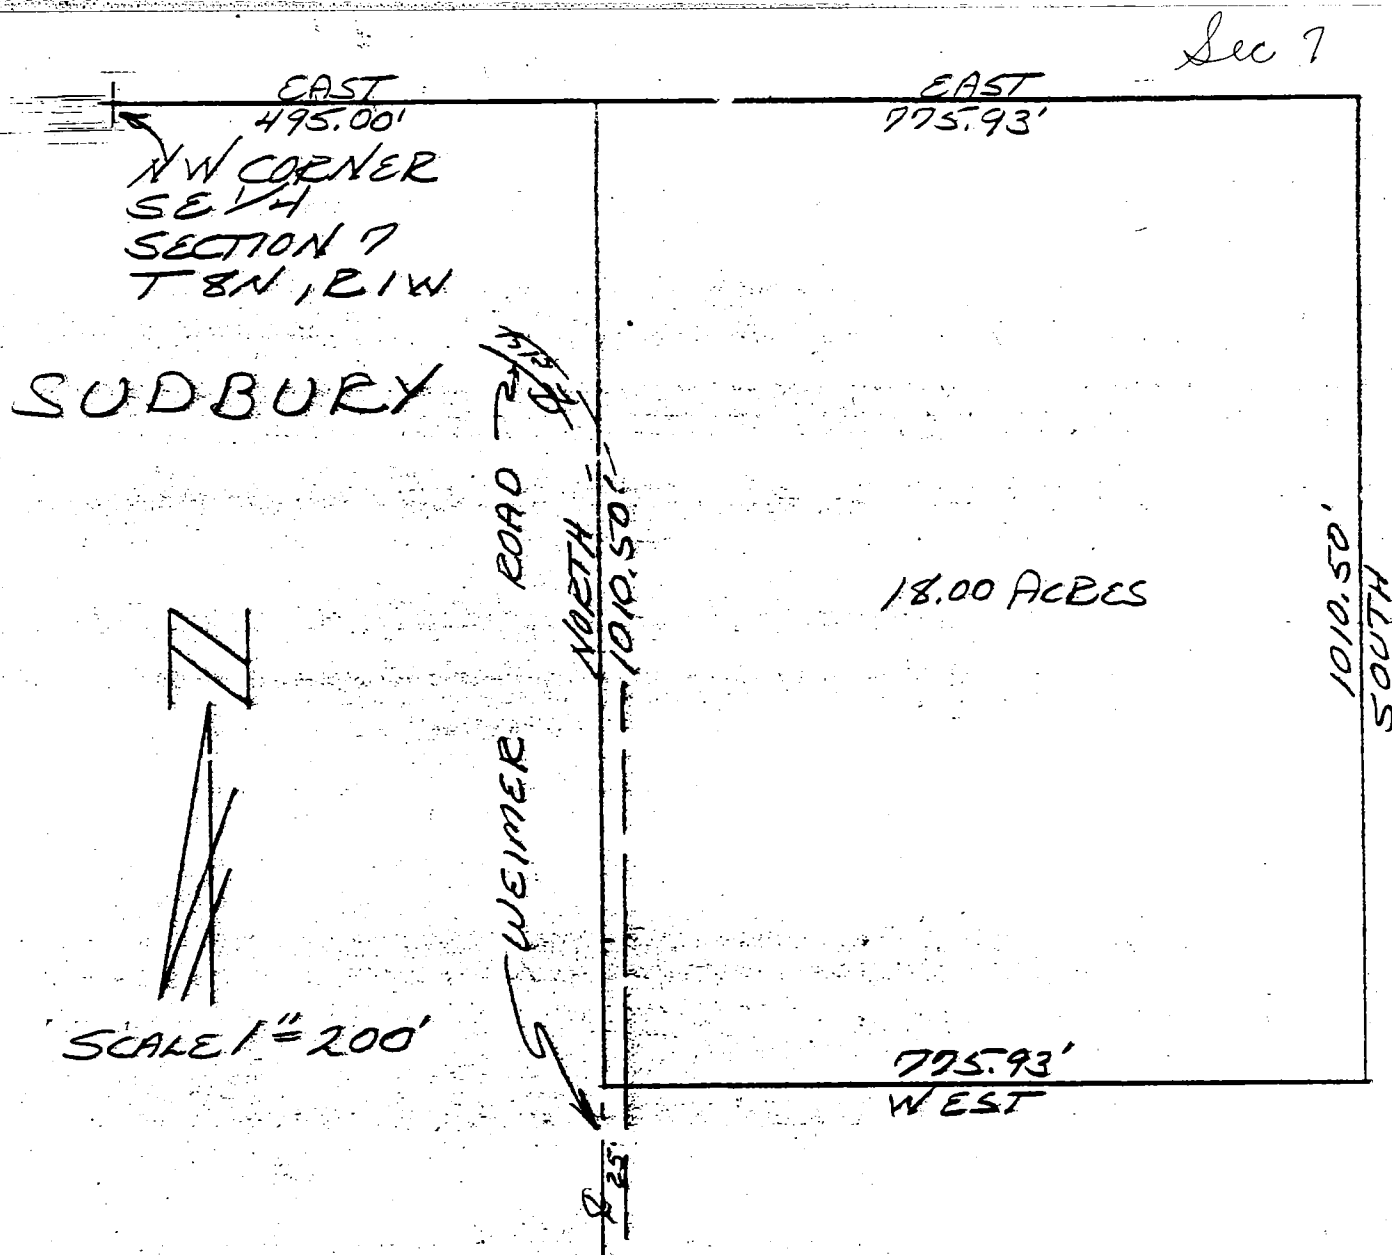 Sec 7
EAST
495.00'
EAST
775.93'
NW CORNER
SE 1/4
SECTION 7
T 8N, R1W
SUDBURY
WEIMER ROAD
NORTH
1010.50'
18.00 ACRES
1010.50'
SOUTH
N
SCALE 1"=200'
775.93'
WEST
25'